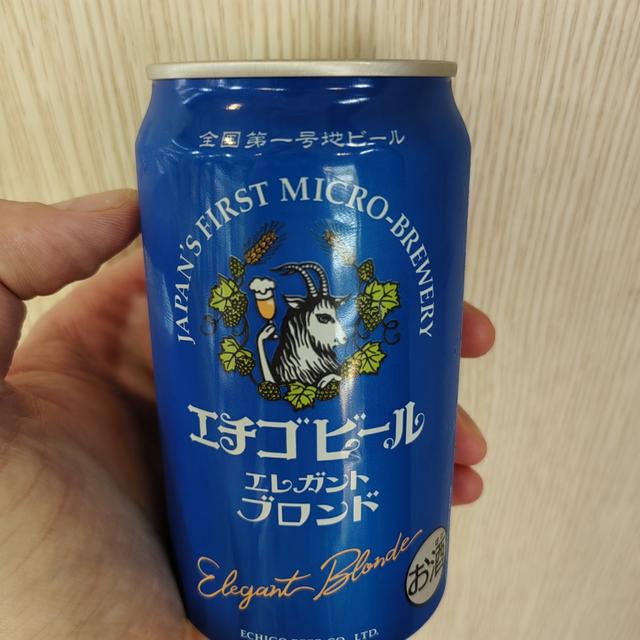 全国第一号地ビール
JAPAN'S FIRST MICRO-BREWERY
エチゴビール
エレガント
ブロンド
Elegant Blonde
お酒
ECHIGO BEER CO., LTD.